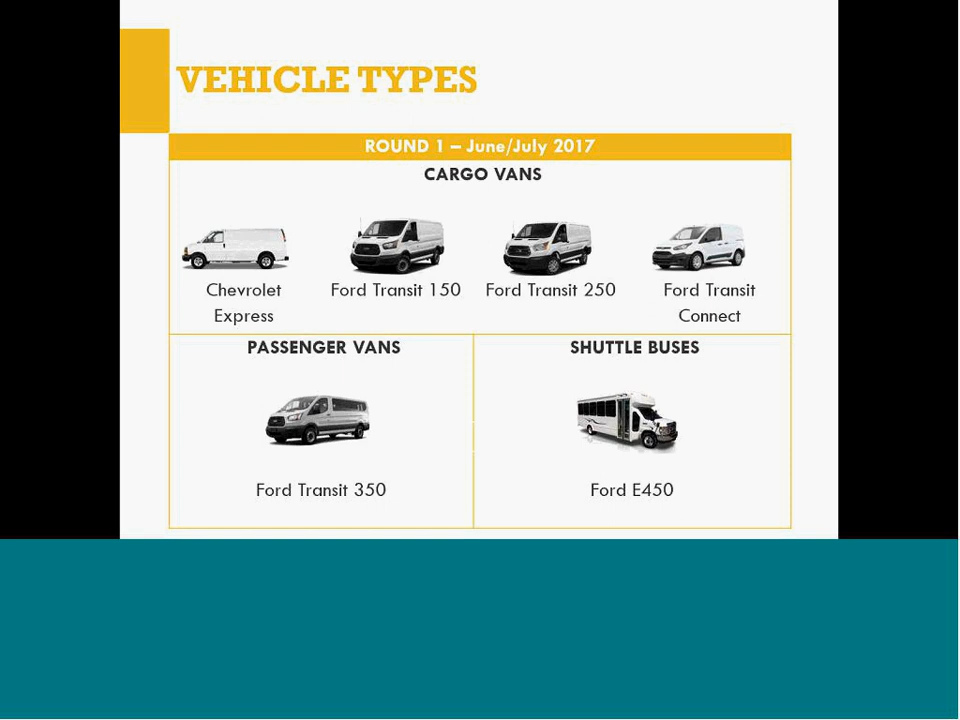 VEHICLE TYPES
ROUND 1 – June/July 2017
CARGO VANS
Chevrolet
Express
Ford Transit 150
Ford Transit 250
Ford Transit
Connect
PASSENGER VANS
Ford Transit 350
SHUTTLE BUSES
Ford E450